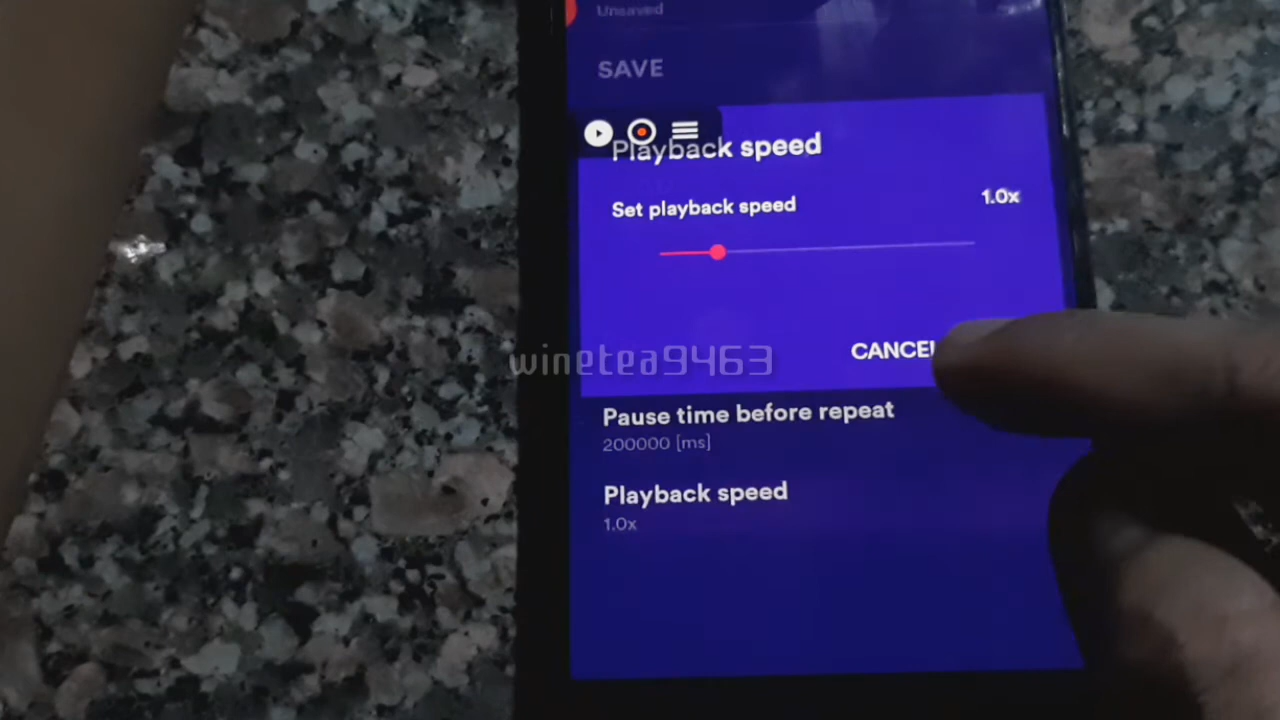 Unsaved
SAVE
Playback speed
Set playback speed
1.0x
winetea9463
CANCEL
Pause time before repeat
200000 [ms]
Playback speed
1.0x